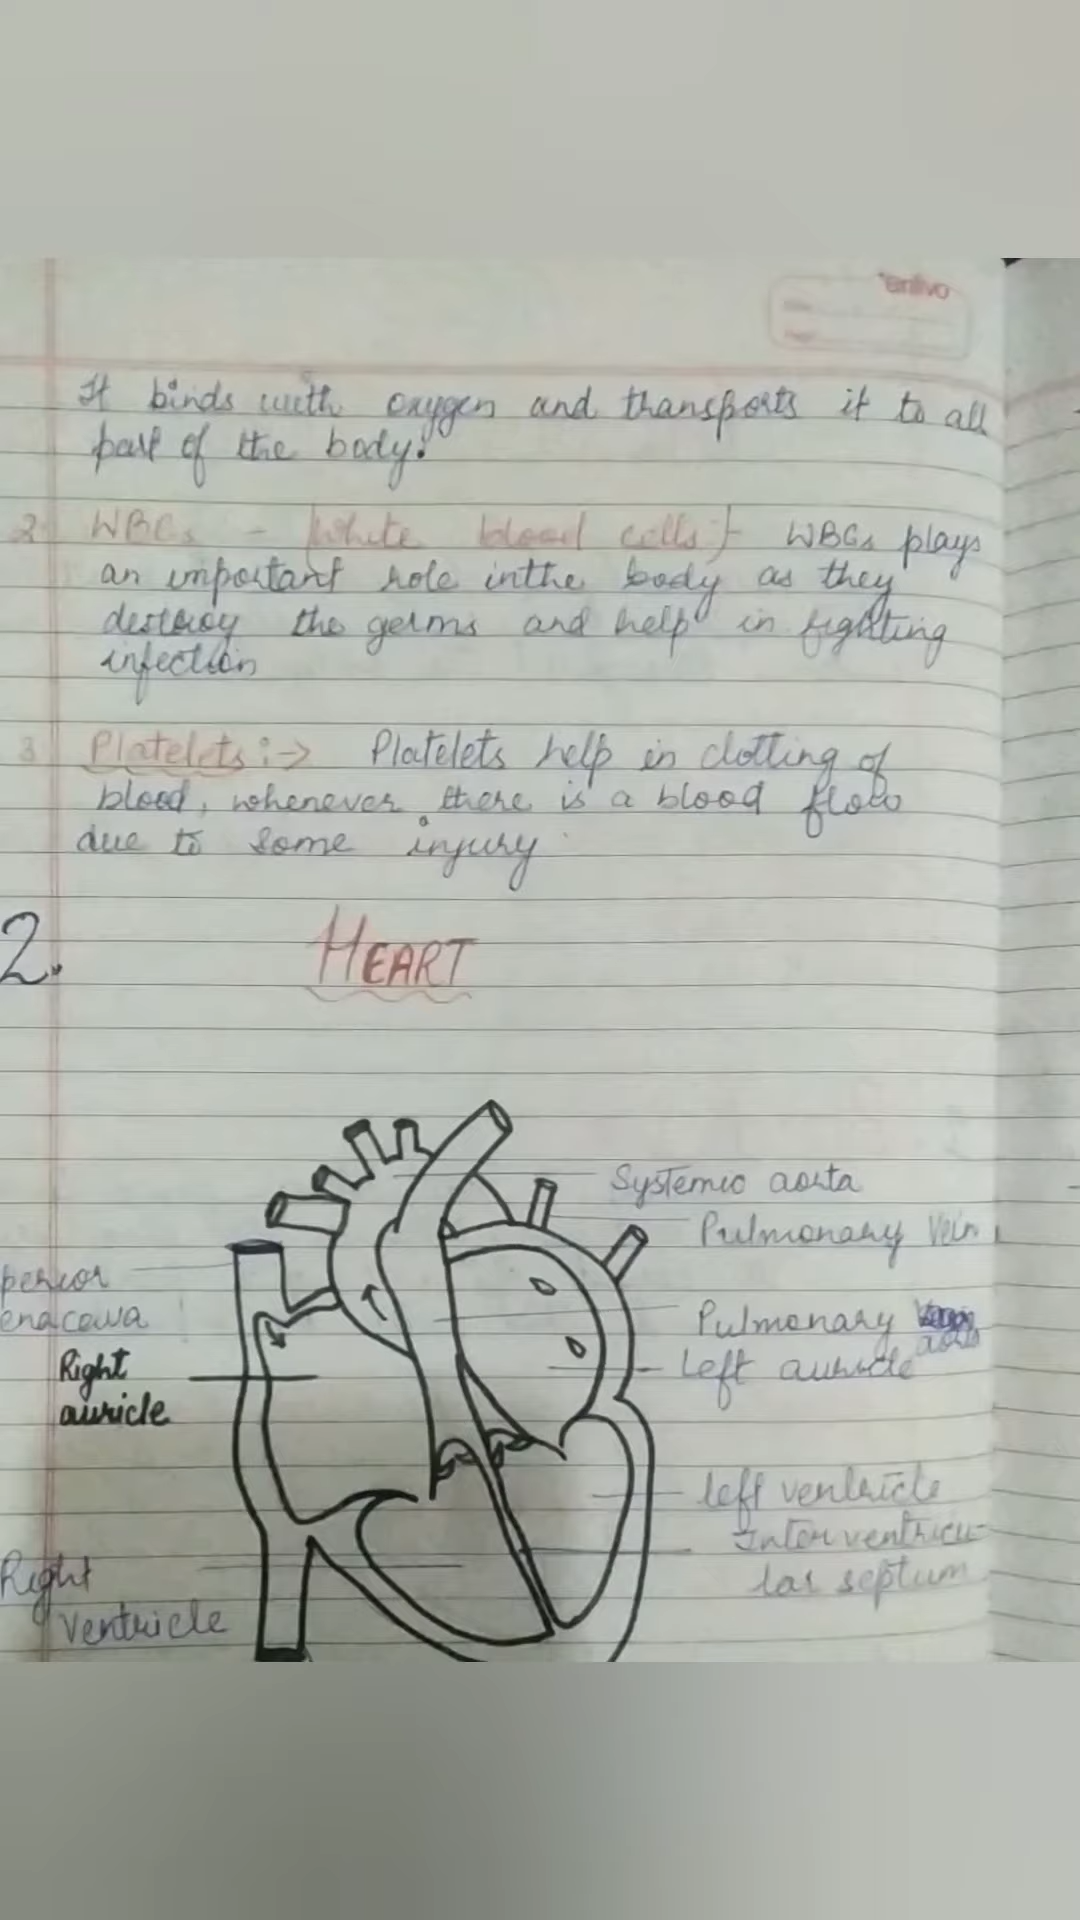 enlivo
It binds with oxygen and transports it to all
part of the body.
2. WBCs - (white blood cells):- WBCs plays
an important role inthe body as they
destroy the germs and help in fighting
infection
3 Platelets:-> Platelets help in clotting of
blood, whenever there is a blood flow
due to some injury
2. HEART
Systemic aorta
Pulmonary Vein
perior
enacava
Pulmonary
aorta
Right
auricle
Left auricle
left ventricle
Interventricu-
lar septum
Right
ventricle